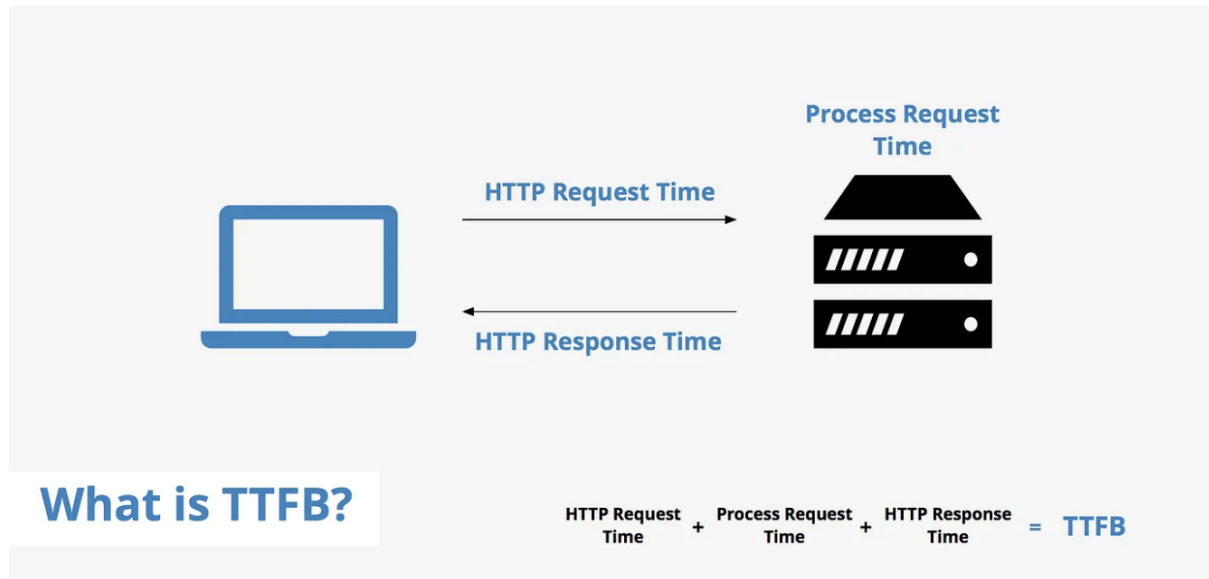 Process Request
Time
HTTP Request Time
HTTP Response Time
What is TTFB?
HTTP Request
Time
+
Process Request
Time
+
HTTP Response
Time
=
TTFB